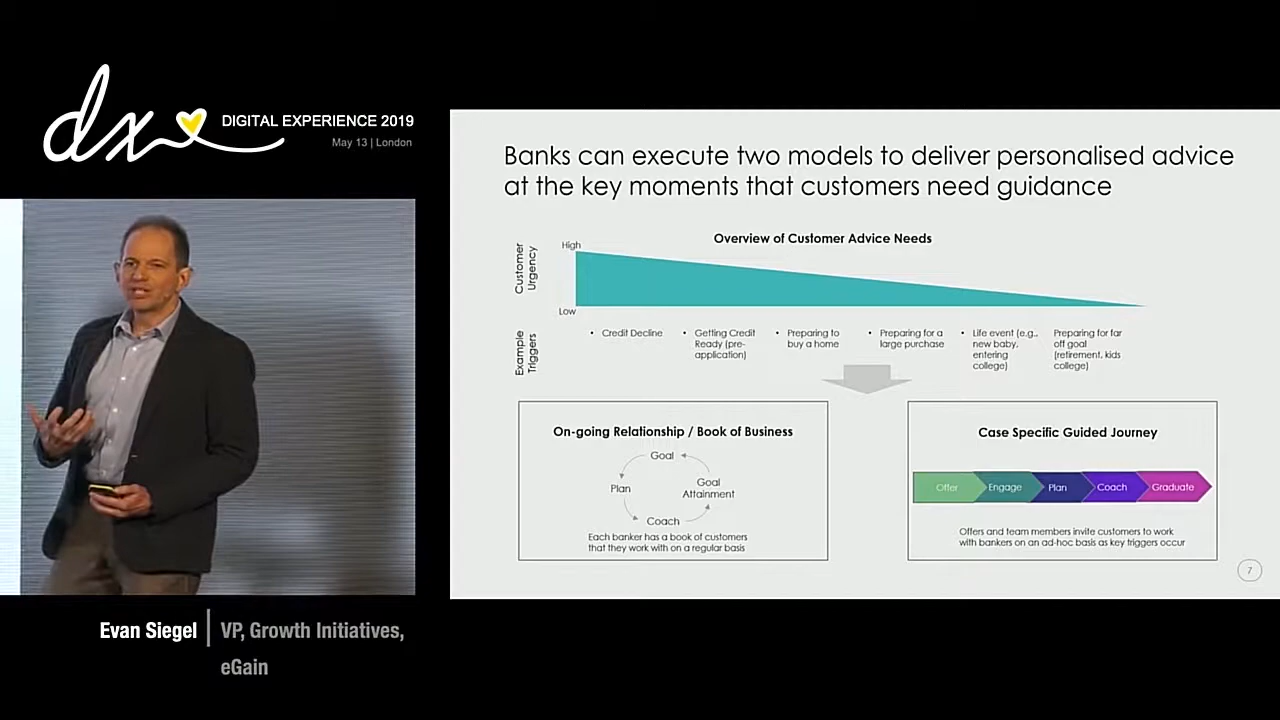 dx
DIGITAL EXPERIENCE 2019
May 13 | London
Banks can execute two models to deliver personalised advice
at the key moments that customers need guidance
Overview of Customer Advice Needs
Customer
Urgency
High
Low
Example
Triggers
• Credit Decline
• Getting Credit
Ready (pre-
application)
• Preparing to
buy a home
• Preparing for a
large purchase
• Life event (e.g.,
new baby,
entering
college)
Preparing for far
off goal
(retirement, kids
college)
On-going Relationship / Book of Business
Goal
Plan
Goal
Attainment
Coach
Each banker has a book of customers
that they work with on a regular basis
Case Specific Guided Journey
Offer
Engage
Plan
Coach
Graduate
Offers and team members invite customers to work
with bankers on an ad-hoc basis as key triggers occur
7
Evan Siegel | VP, Growth Initiatives,
eGain